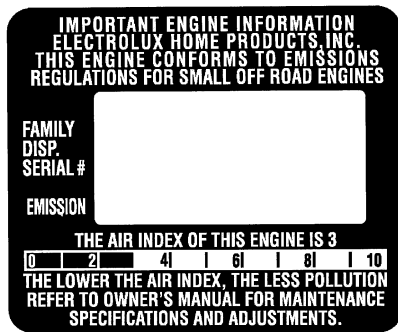 IMPORTANT ENGINE INFORMATION
ELECTROLUX HOME PRODUCTS, INC.
THIS ENGINE CONFORMS TO EMISSIONS
REGULATIONS FOR SMALL OFF ROAD ENGINES
FAMILY
DISP.
SERIAL #
EMISSION
THE AIR INDEX OF THIS ENGINE IS 3
0 2 4 6 8 10
THE LOWER THE AIR INDEX, THE LESS POLLUTION
REFER TO OWNER'S MANUAL FOR MAINTENANCE
SPECIFICATIONS AND ADJUSTMENTS.